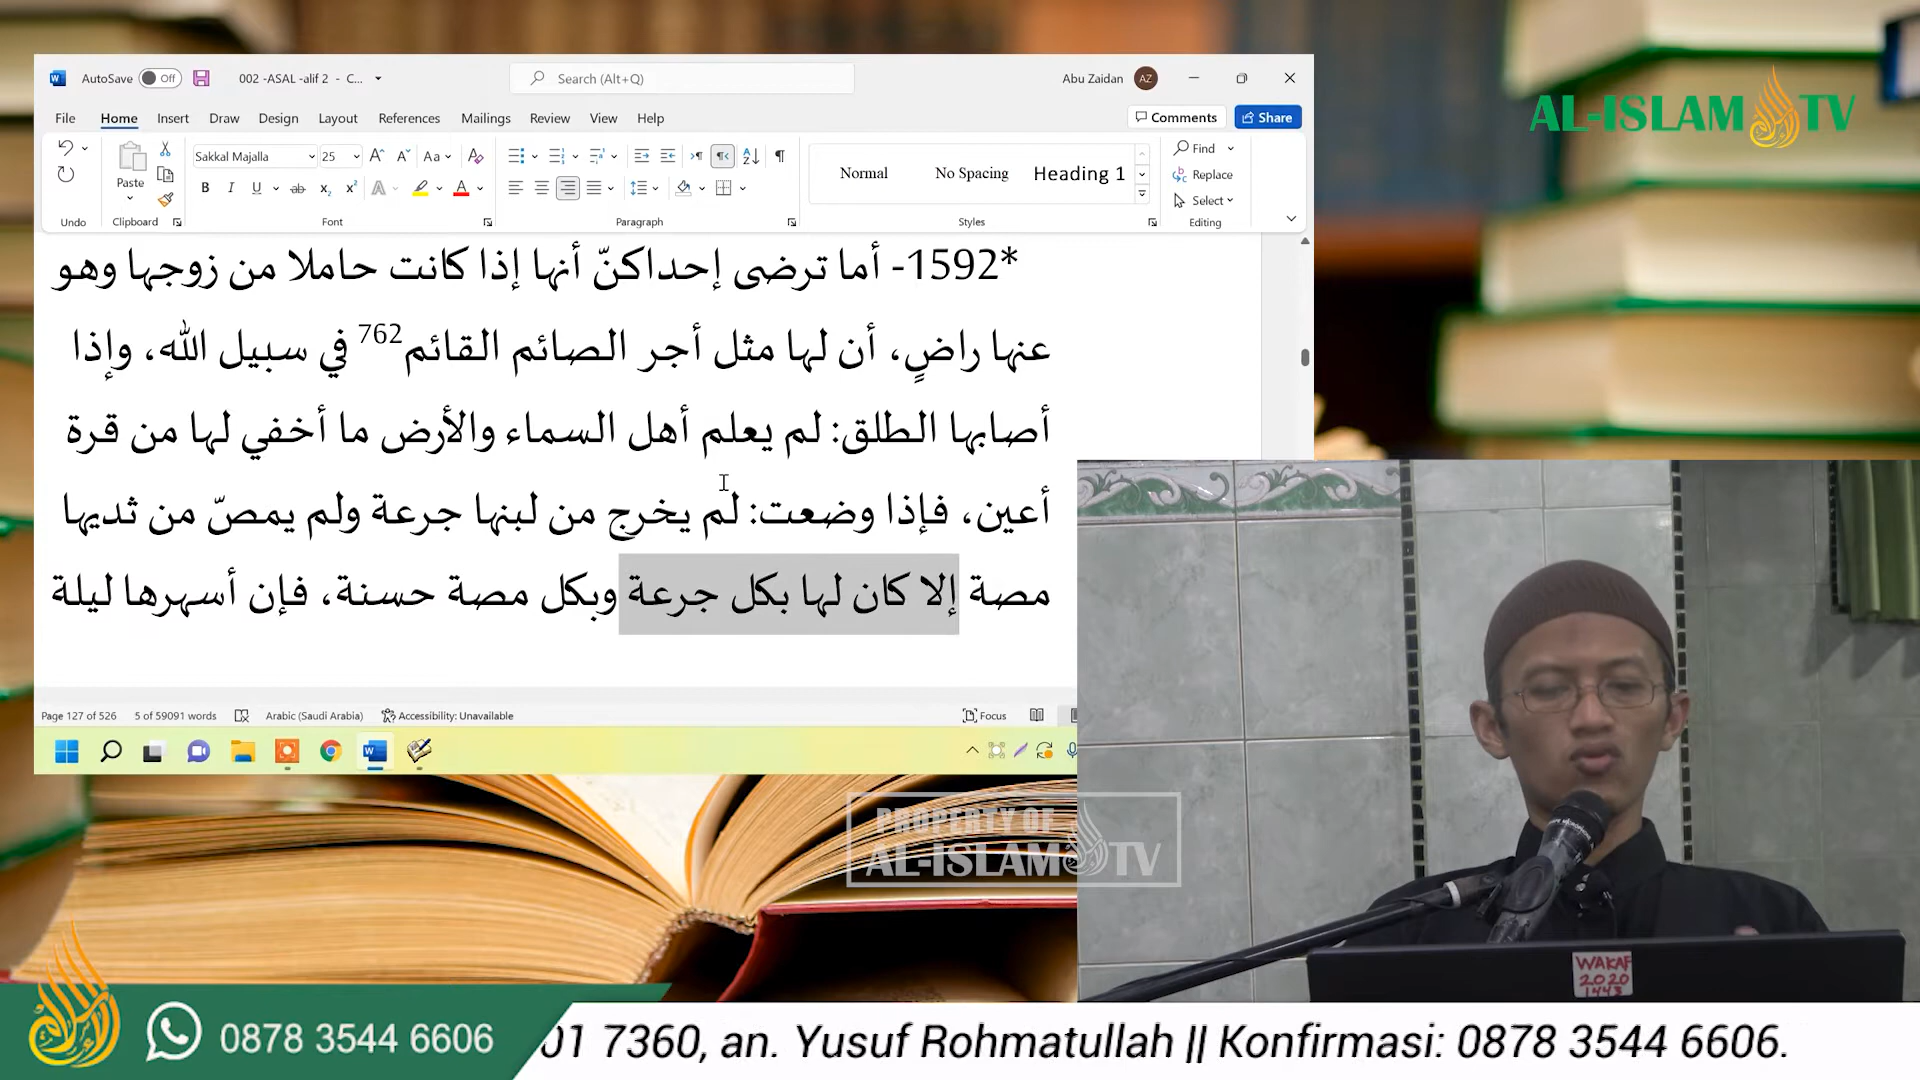 AutoSave Off 002 -ASAL -alif 2 - C... Search (Alt+Q) Abu Zaidan AZ
File Home Insert Draw Design Layout References Mailings Review View Help Comments Share
Paste Sakkal Majalla 25 Aa Normal No Spacing Heading 1 Find
B I U ab Replace
Select
Undo Clipboard Font Paragraph Styles Editing
AL-ISLAM TV
*1592- أما ترضى إحداكنّ أنها إذا كانت حاملا من زوجها وهو
عنها راضٍ، أن لها مثل أجر الصائم القائم762 في سبيل الله، وإذا
أصابها الطلق: لم يعلم أهل السماء والأرض ما أخفي لها من قرة
أعين، فإذا وضعت: لم يخرج من لبنها جرعة ولم يمصّ من ثديها
مصة إلا كان لها بكل جرعة وبكل مصة حسنة، فإن أسهرها ليلة
Page 127 of 526 5 of 59091 words Arabic (Saudi Arabia) Accessibility: Unavailable Focus
PROPERTY OF
AL-ISLAM TV
WAKAF
2020
1443
0878 3544 6606
01 7360, an. Yusuf Rohmatullah || Konfirmasi: 0878 3544 6606.